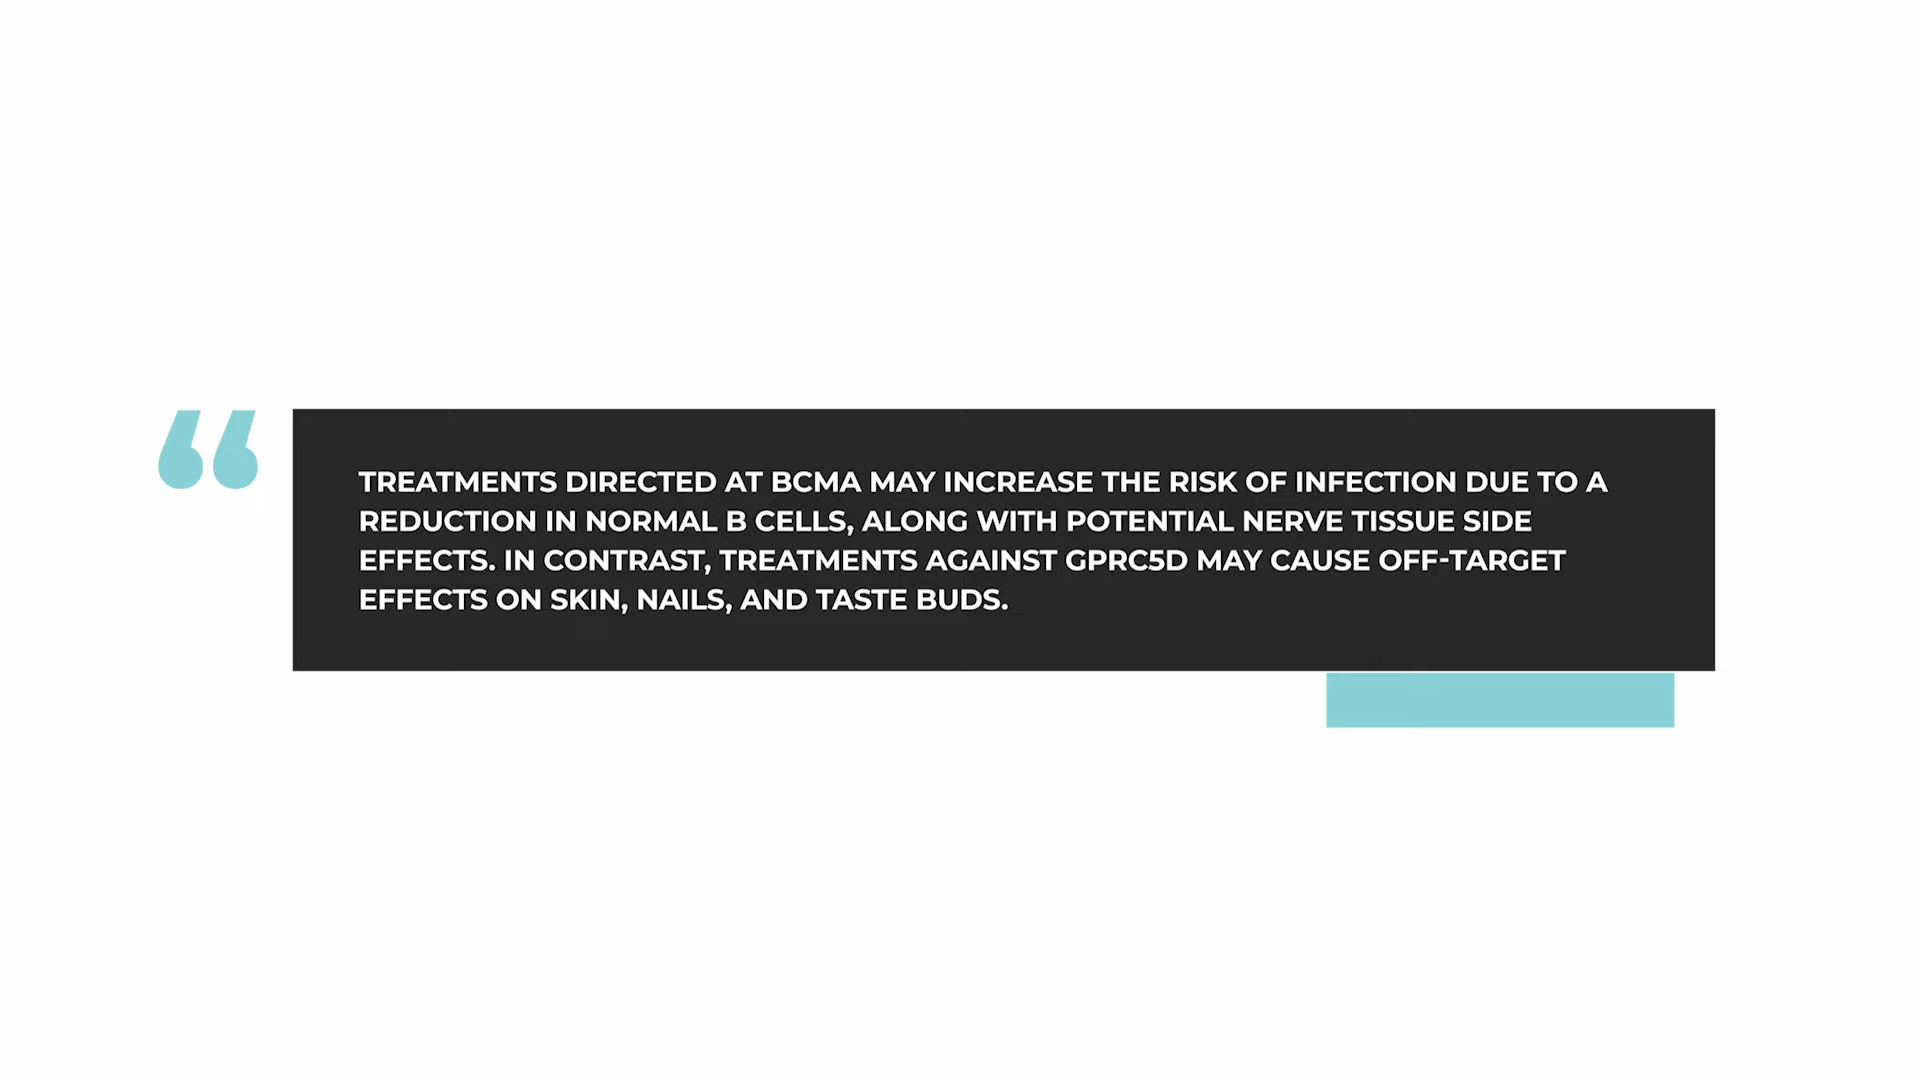 “
TREATMENTS DIRECTED AT BCMA MAY INCREASE THE RISK OF INFECTION DUE TO A
REDUCTION IN NORMAL B CELLS, ALONG WITH POTENTIAL NERVE TISSUE SIDE
EFFECTS. IN CONTRAST, TREATMENTS AGAINST GPRC5D MAY CAUSE OFF-TARGET
EFFECTS ON SKIN, NAILS, AND TASTE BUDS.